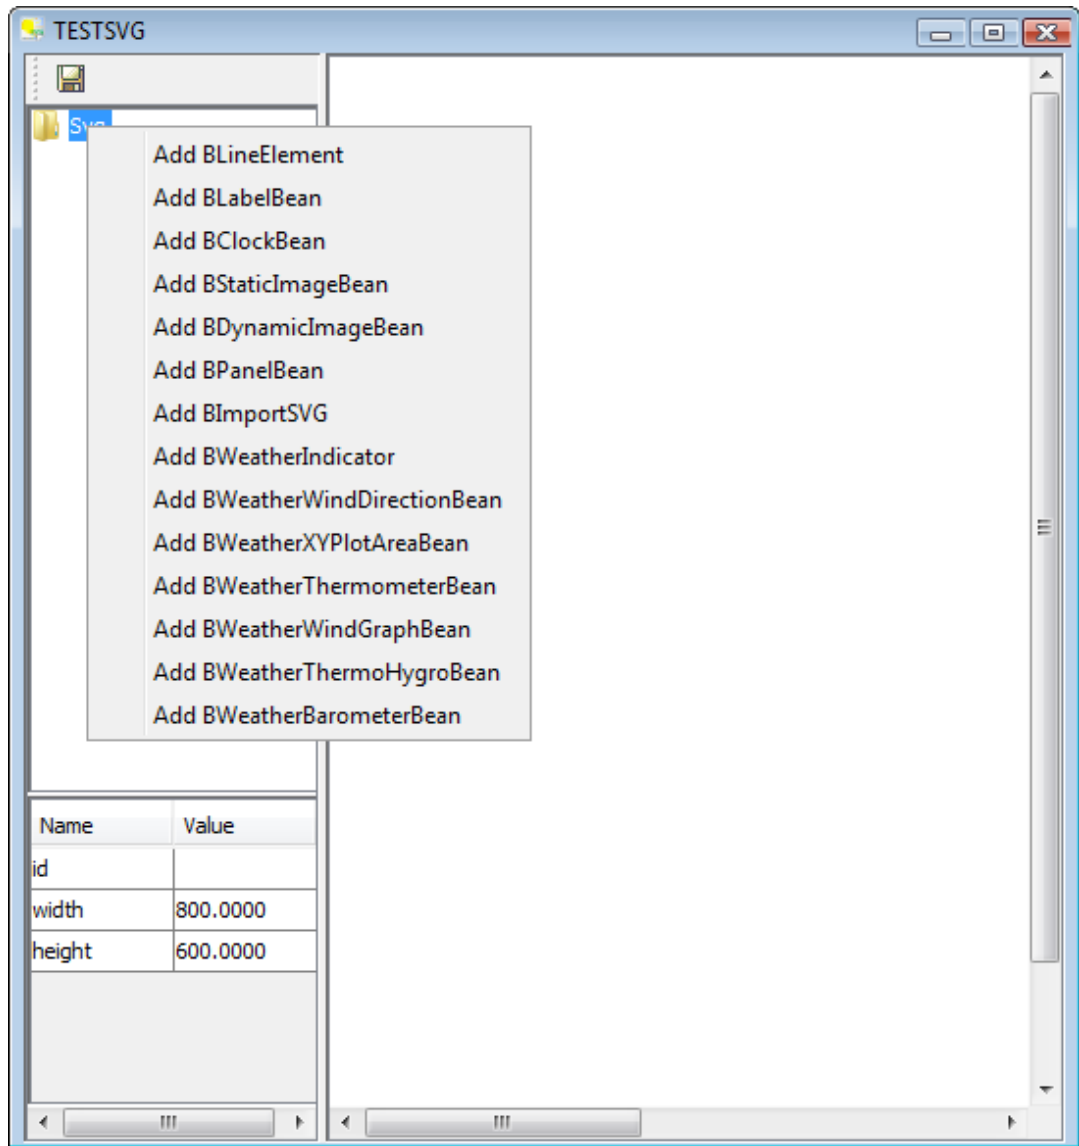 TESTSVG
Svg
Add BLineElement
Add BLabelBean
Add BClockBean
Add BStaticImageBean
Add BDynamicImageBean
Add BPanelBean
Add BImportSVG
Add BWeatherIndicator
Add BWeatherWindDirectionBean
Add BWeatherXYPlotAreaBean
Add BWeatherThermometerBean
Add BWeatherWindGraphBean
Add BWeatherThermoHygroBean
Add BWeatherBarometerBean
Name Value
id
width 800.0000
height 600.0000